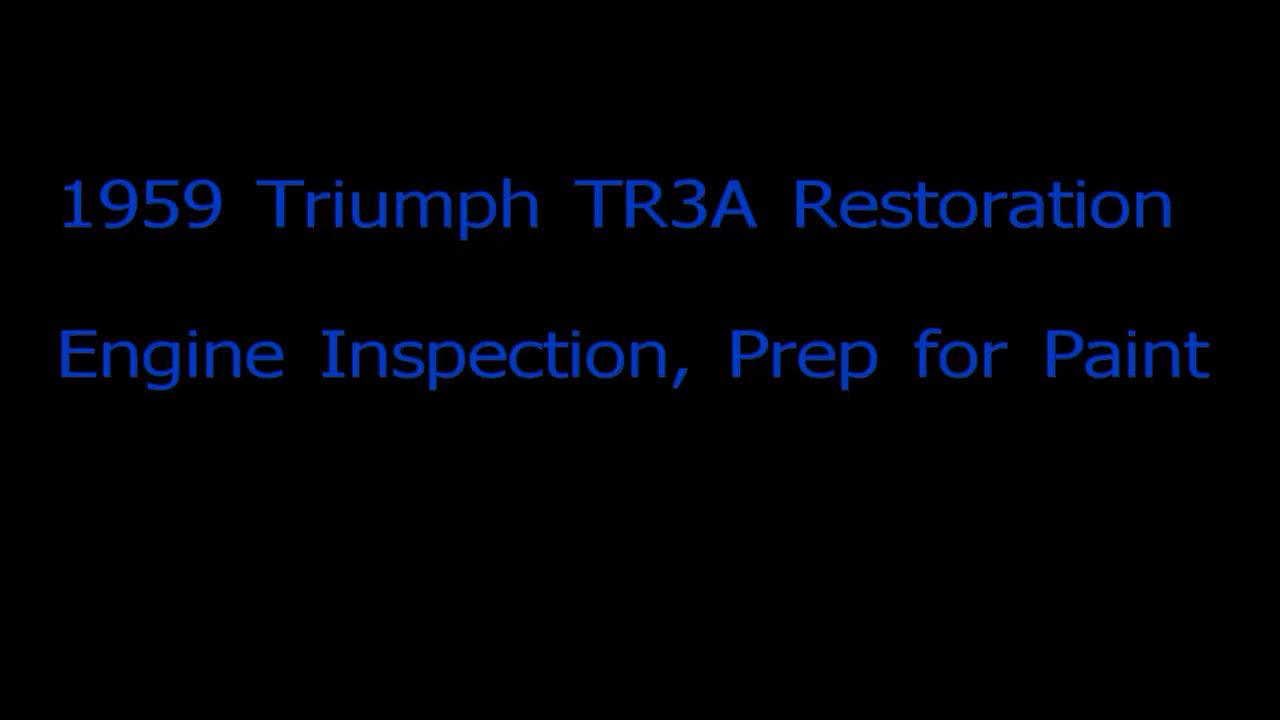 1959 Triumph TR3A Restoration
Engine Inspection, Prep for Paint